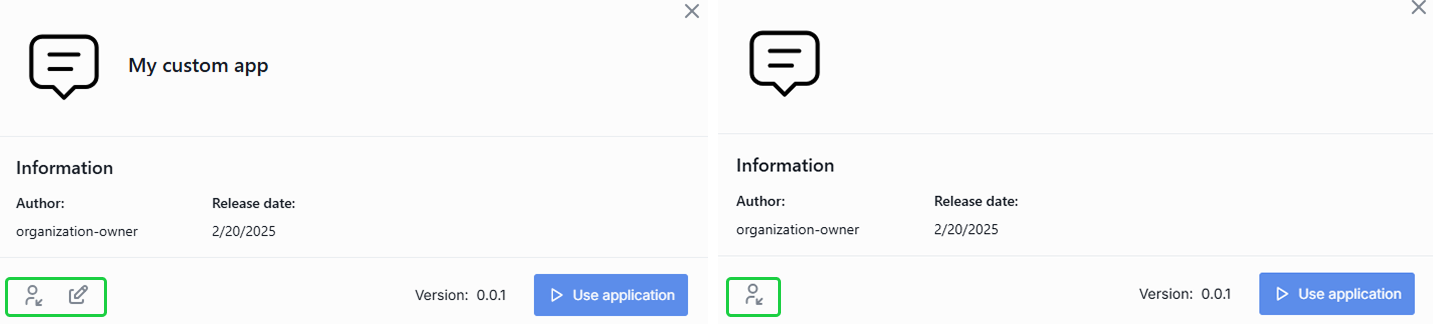 My custom app
Information
Author:
Release date:
organization-owner
2/20/2025
Version: 0.0.1
Use application
Information
Author:
Release date:
organization-owner
2/20/2025
Version: 0.0.1
Use application